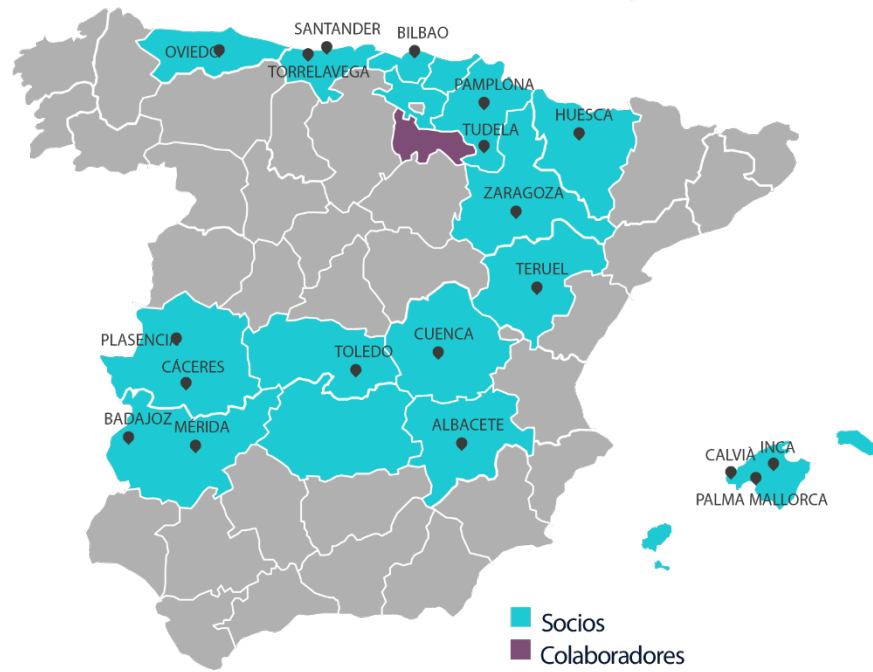 SANTANDER
BILBAO
OVIEDO
TORRELAVEGA
PAMPLONA
HUESCA
TUDELA
ZARAGOZA
TERUEL
PLASENCIA
CUENCA
TOLEDO
CÁCERES
BADAJOZ
MÉRIDA
ALBACETE
INCA
CALVIÀ
PALMA MALLORCA
Socios
Colaboradores